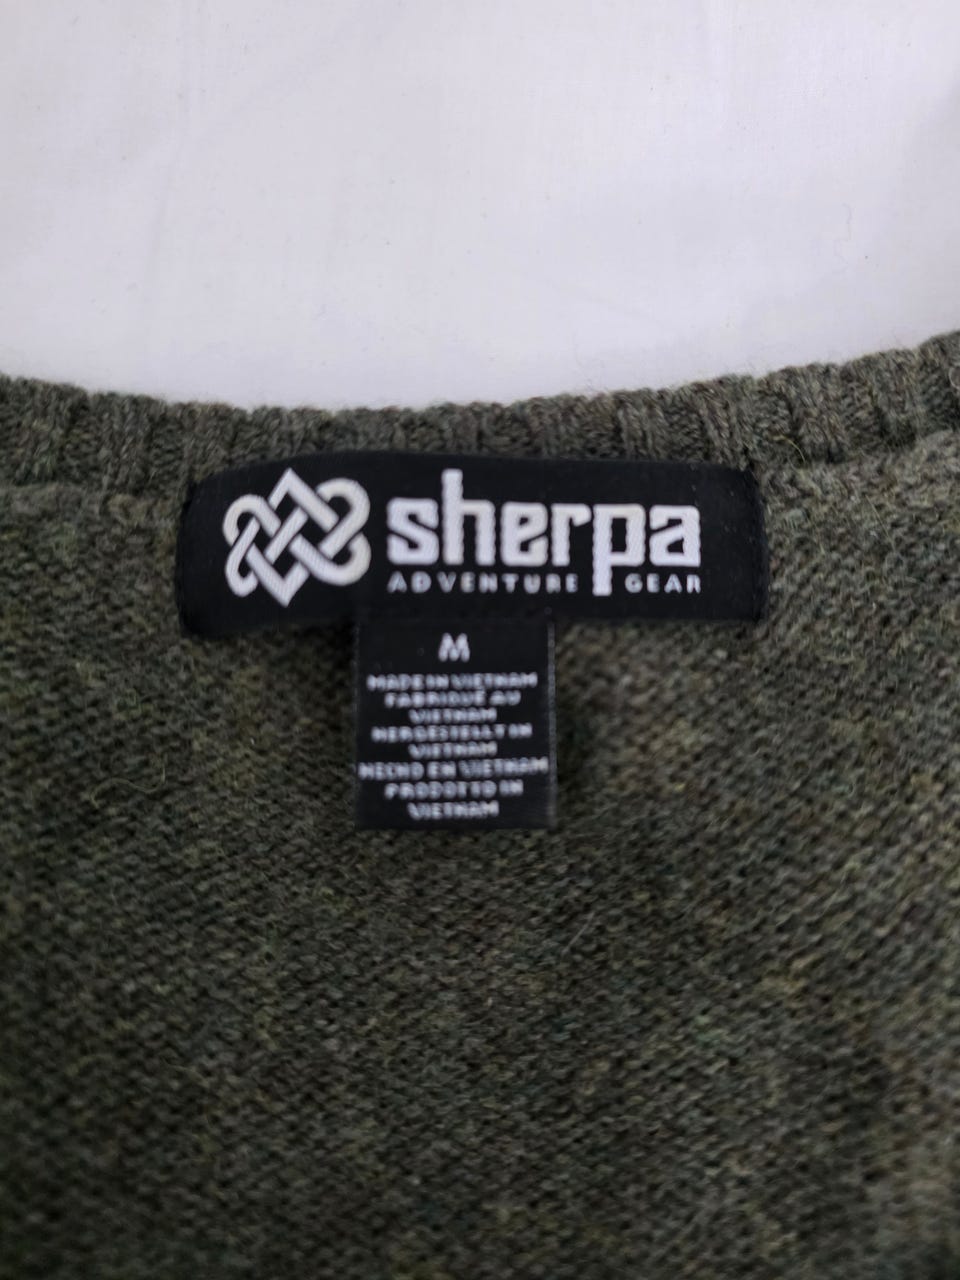 sherpa
ADVENTURE GEAR
M
MADE IN VIETNAM
FABRIQUÉ AU
VIETNAM
HERGESTELLT IN
VIETNAM
HECHO EN VIETNAM
PRODOTTO IN
VIETNAM